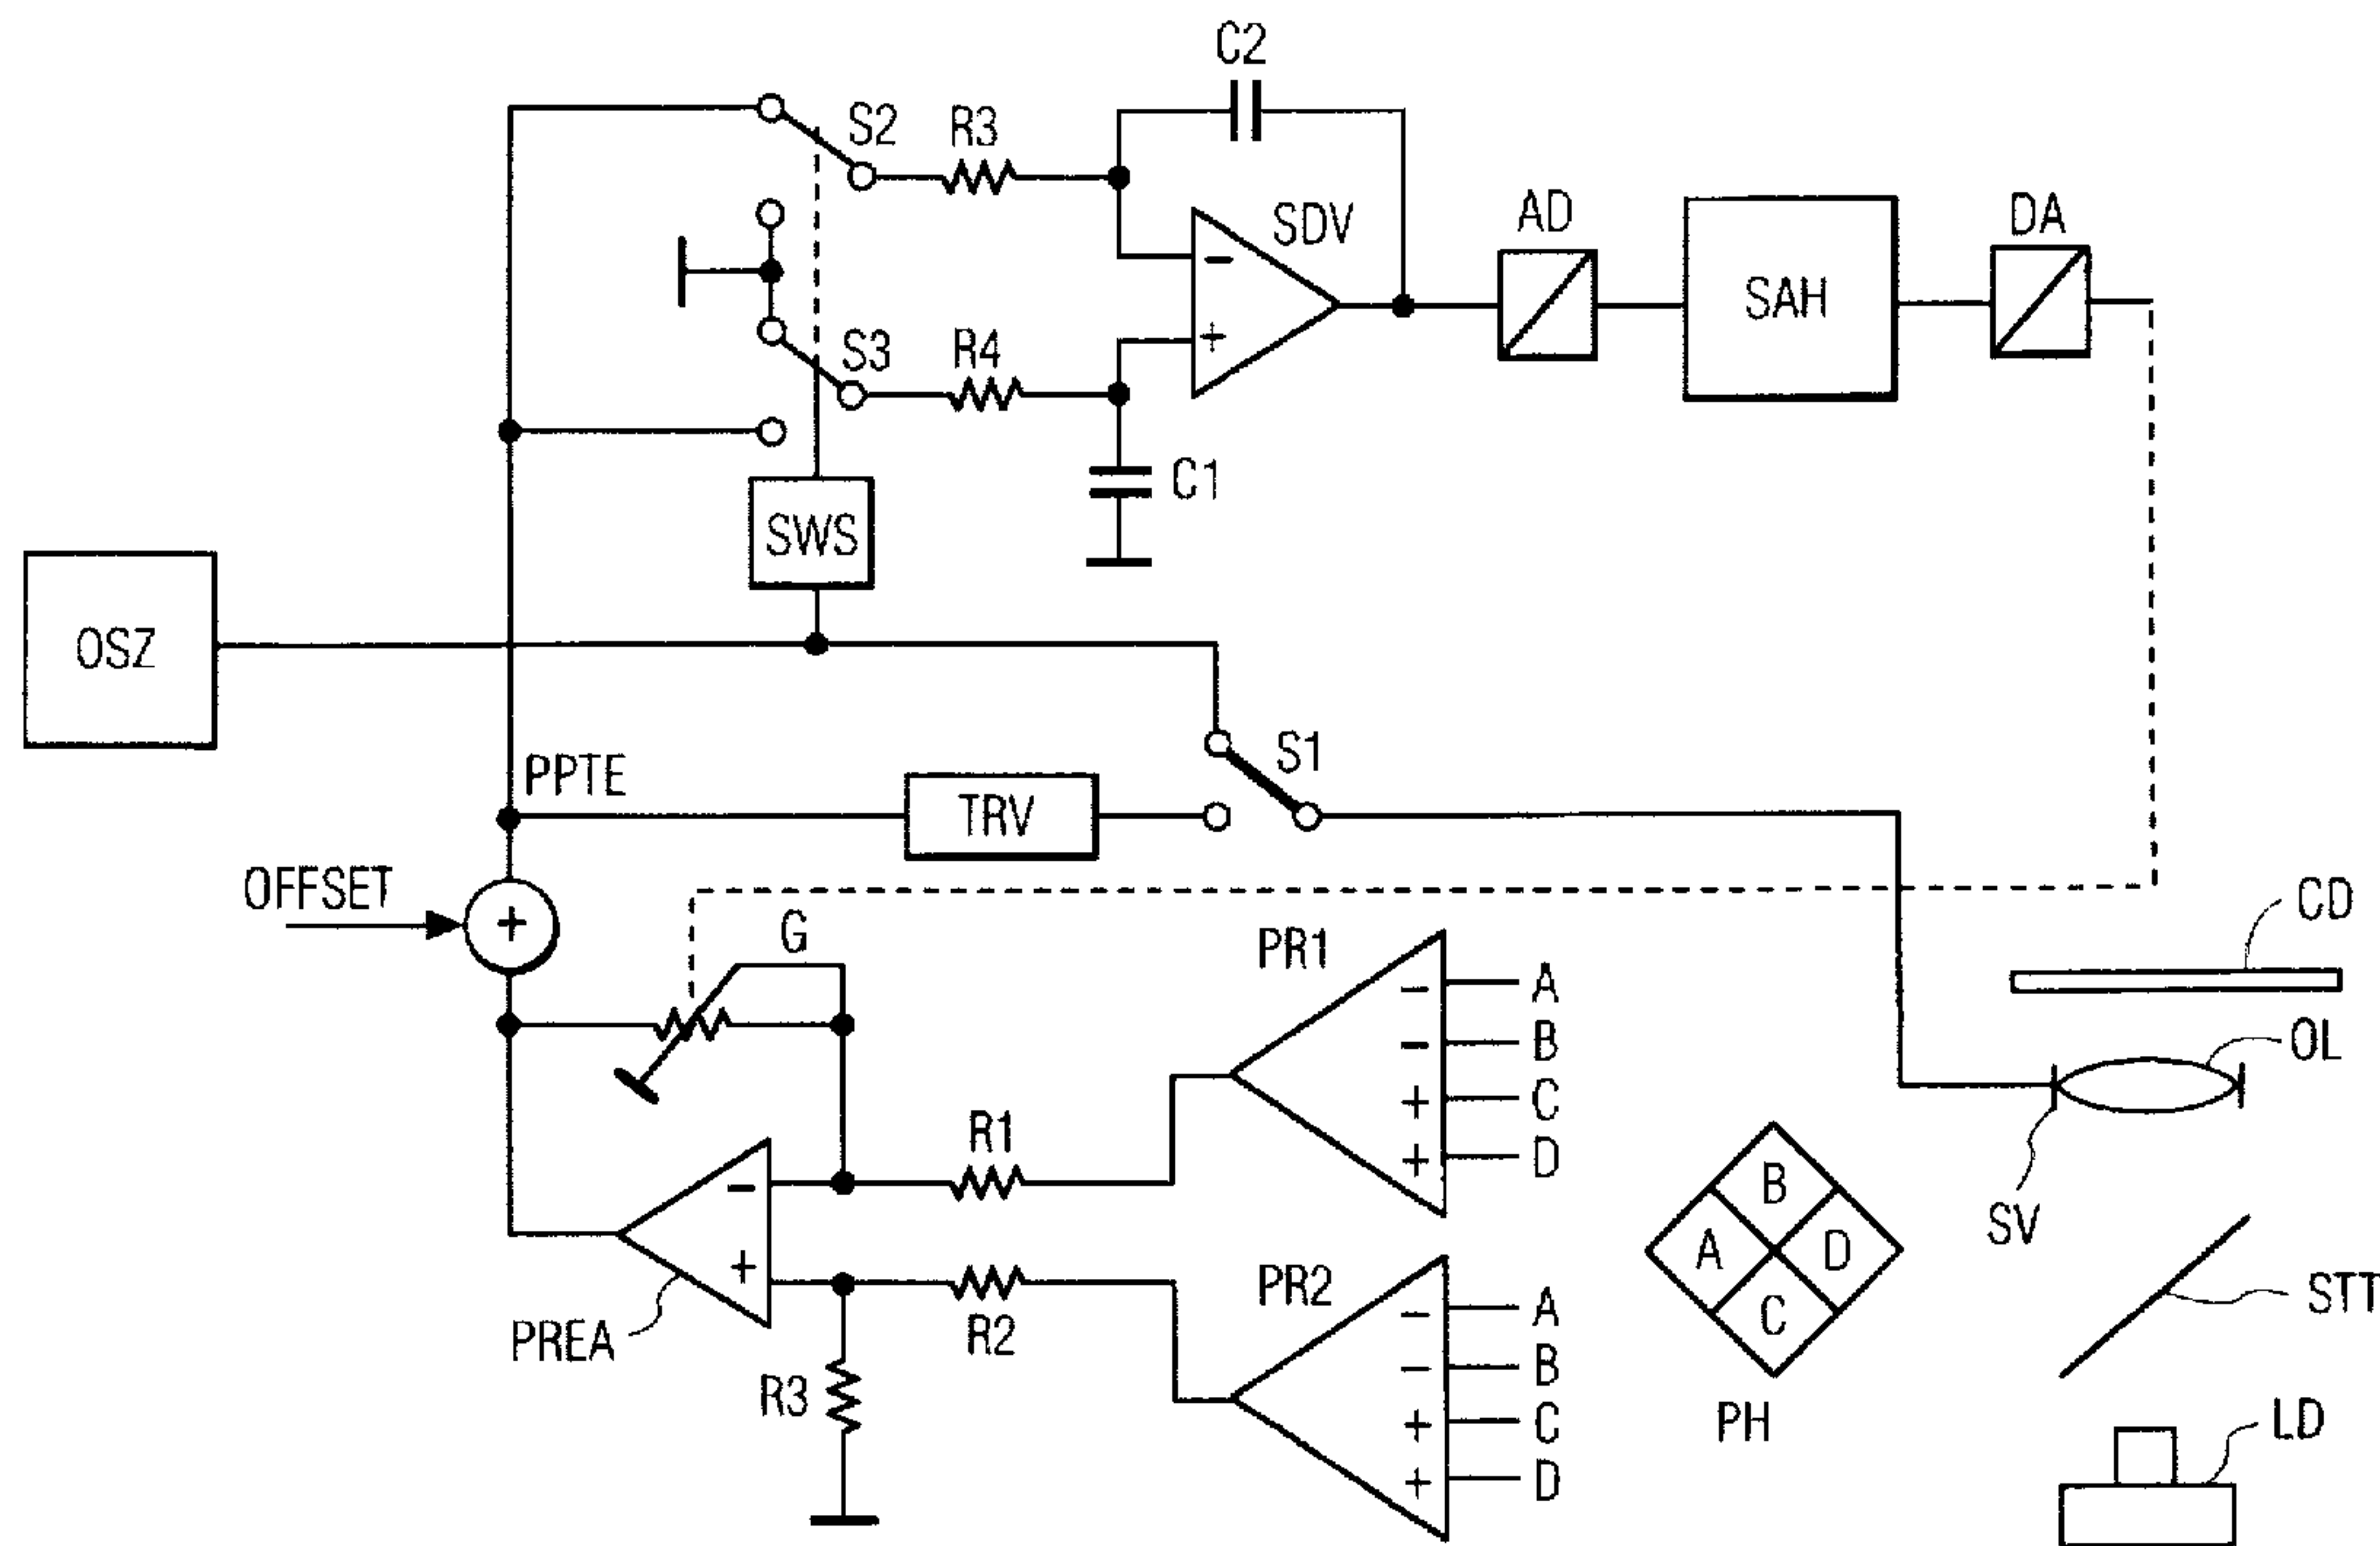 C2
S2
R3
SDV
AD
DA
-
SAH
S3
R4
+
C1
SWS
OSZ
PPTE
S1
TRV
OFFSET
+
G
PR1
CD
- A
- B
OL
+ C
R1
+ D
-
B
SV
A D
+
PR2
STT
C
- A
PREA
R2
- B
R3
PH
+ C
LD
+ D